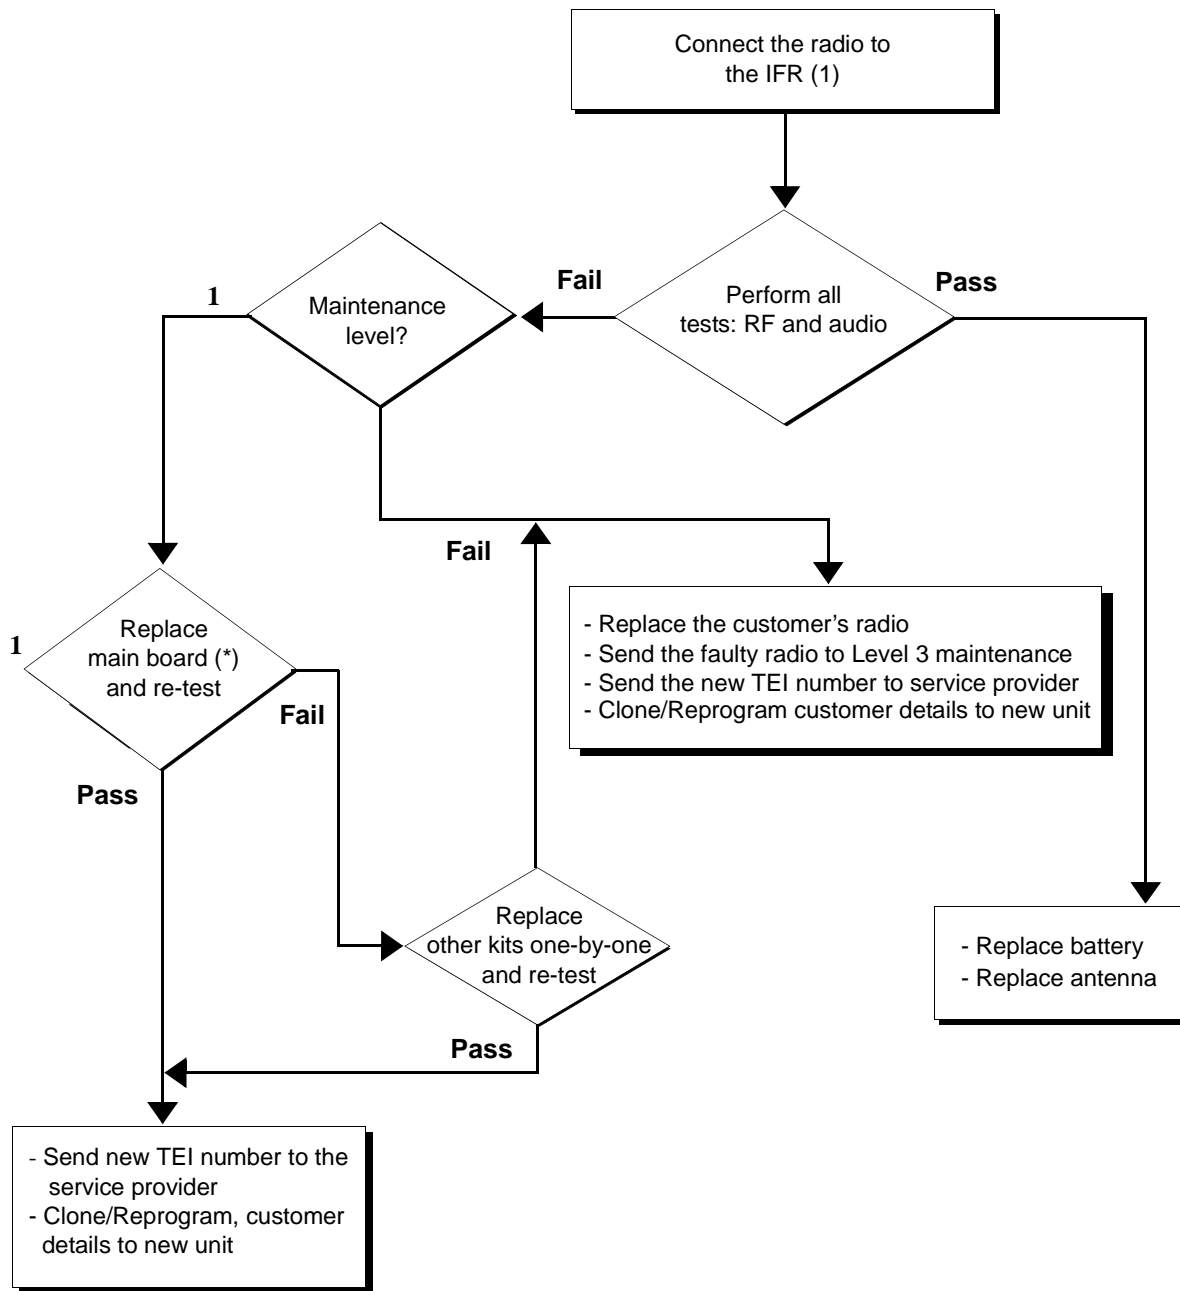 Connect the radio to
the IFR (1)
Fail
Pass
Perform all
tests: RF and audio
1
Maintenance
level?
Fail
1
Replace
main board (*)
and re-test
Fail
Pass
- Replace the customer’s radio
- Send the faulty radio to Level 3 maintenance
- Send the new TEI number to service provider
- Clone/Reprogram customer details to new unit
Replace
other kits one-by-one
and re-test
Pass
- Replace battery
- Replace antenna
- Send new TEI number to the
service provider
- Clone/Reprogram, customer
details to new unit